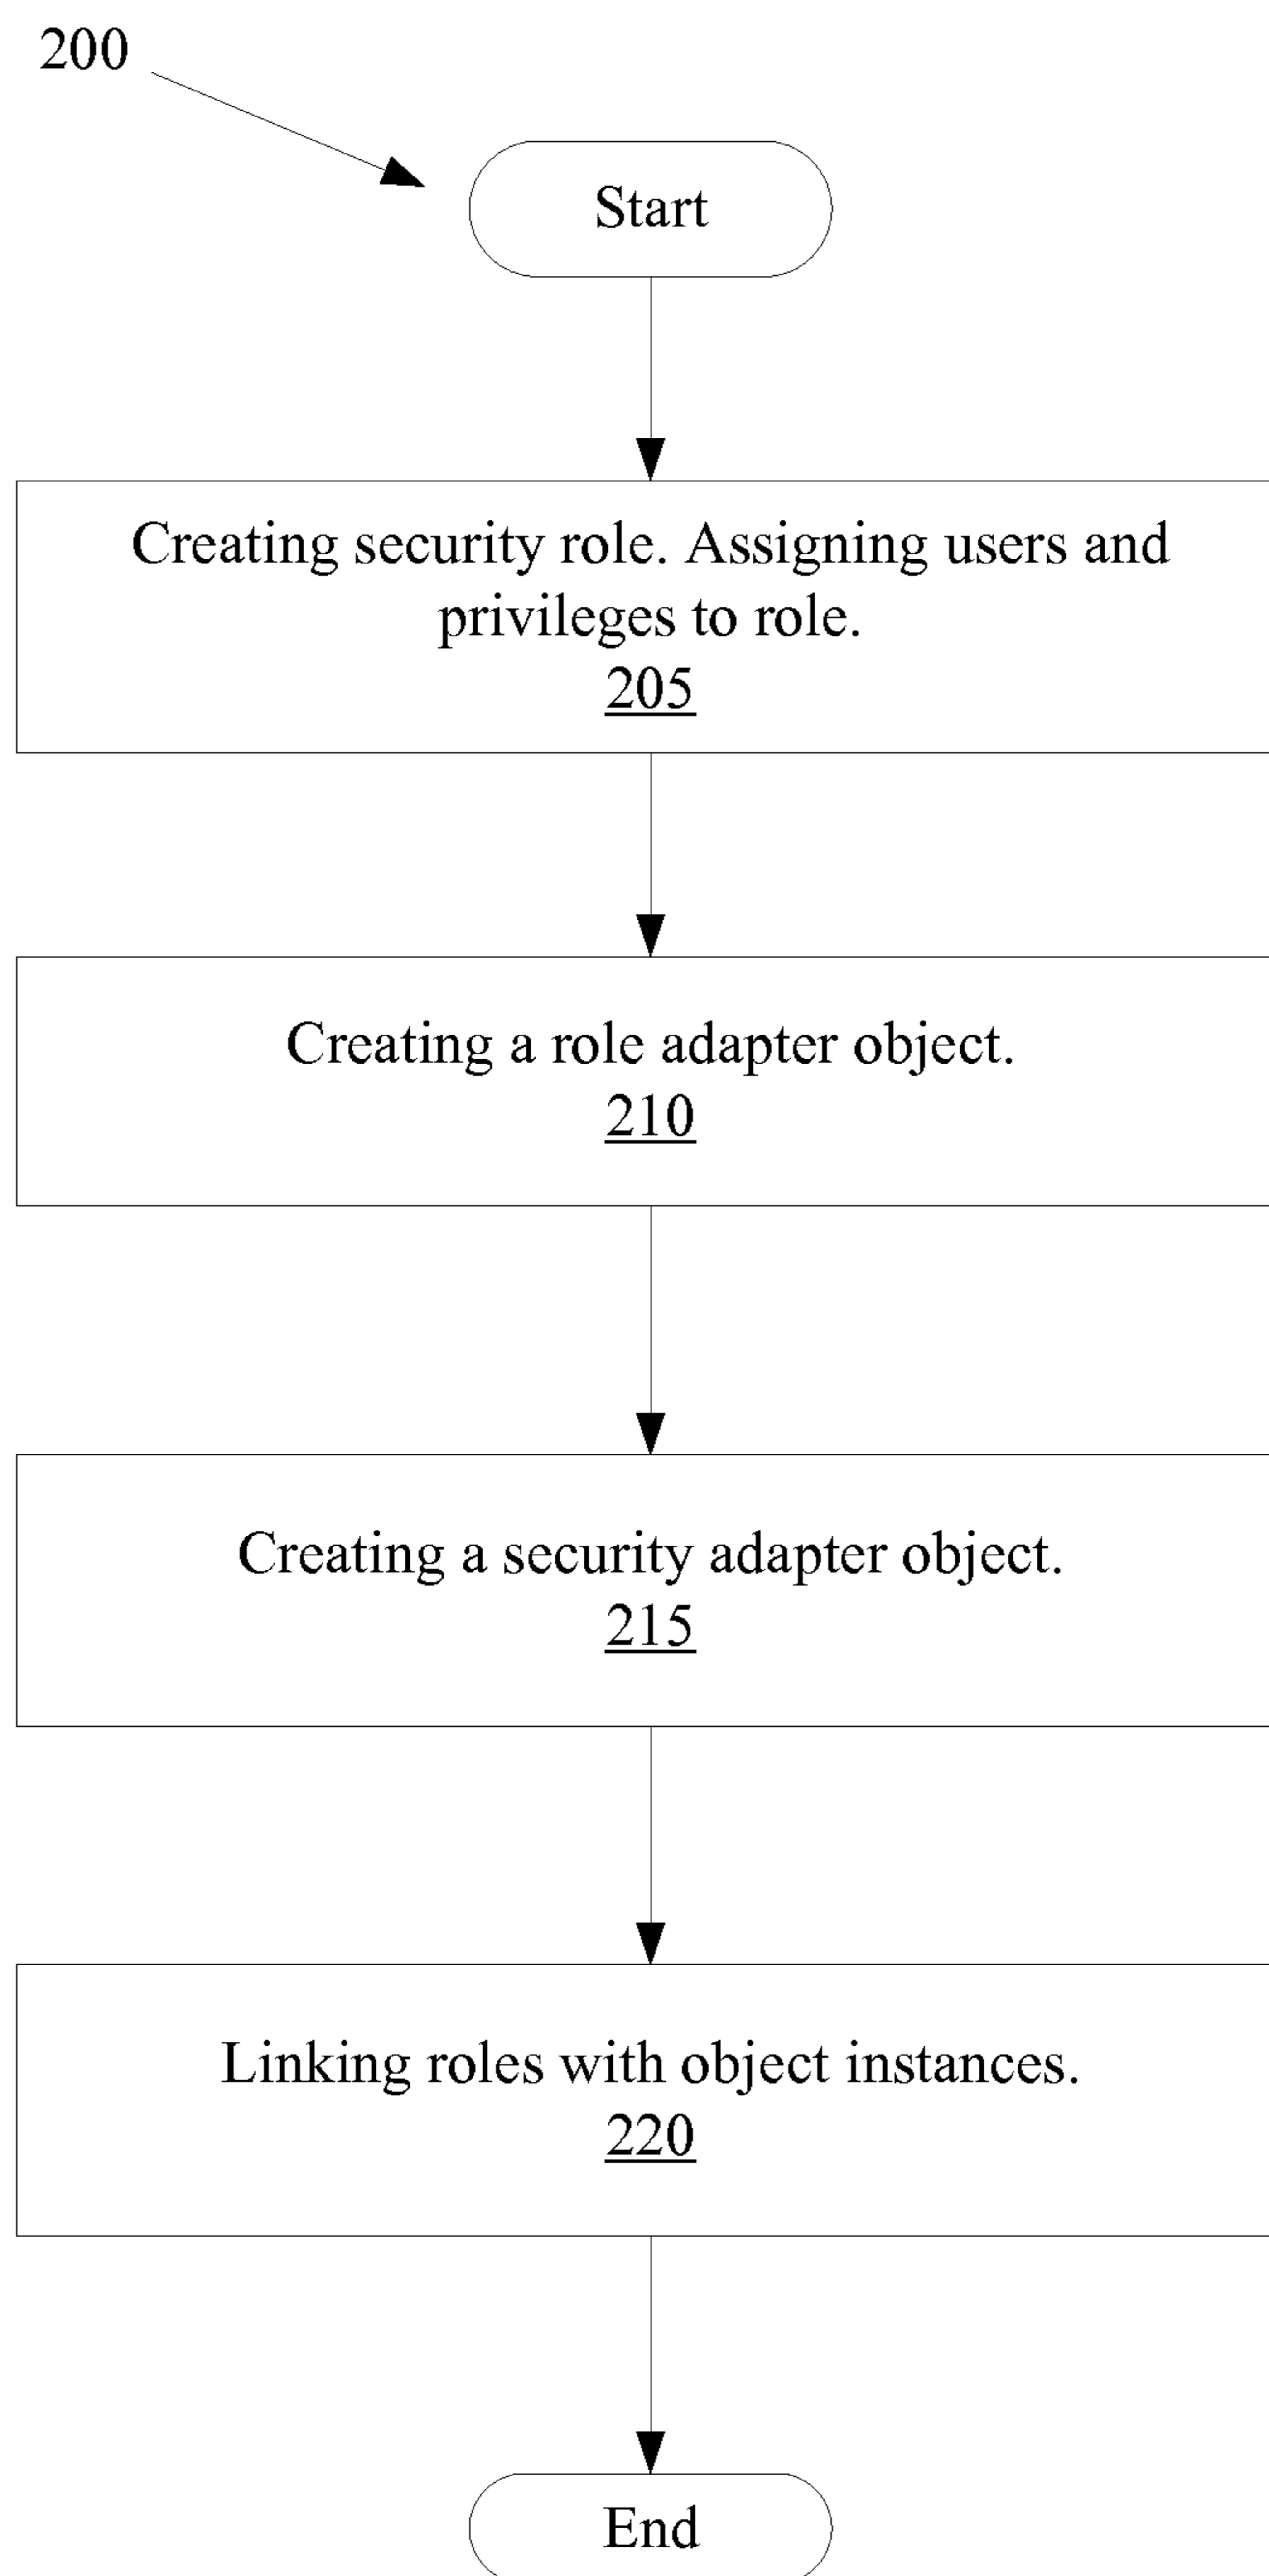 200
Start
Creating security role. Assigning users and
privileges to role.
205
Creating a role adapter object.
210
Creating a security adapter object.
215
Linking roles with object instances.
220
End